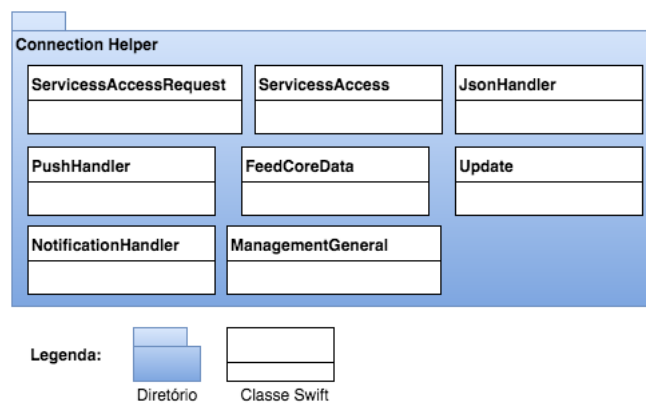 Connection Helper
ServicessAccessRequest ServicessAccess JsonHandler
PushHandler FeedCoreData Update
NotificationHandler ManagementGeneral
Legenda:
Diretório Classe Swift